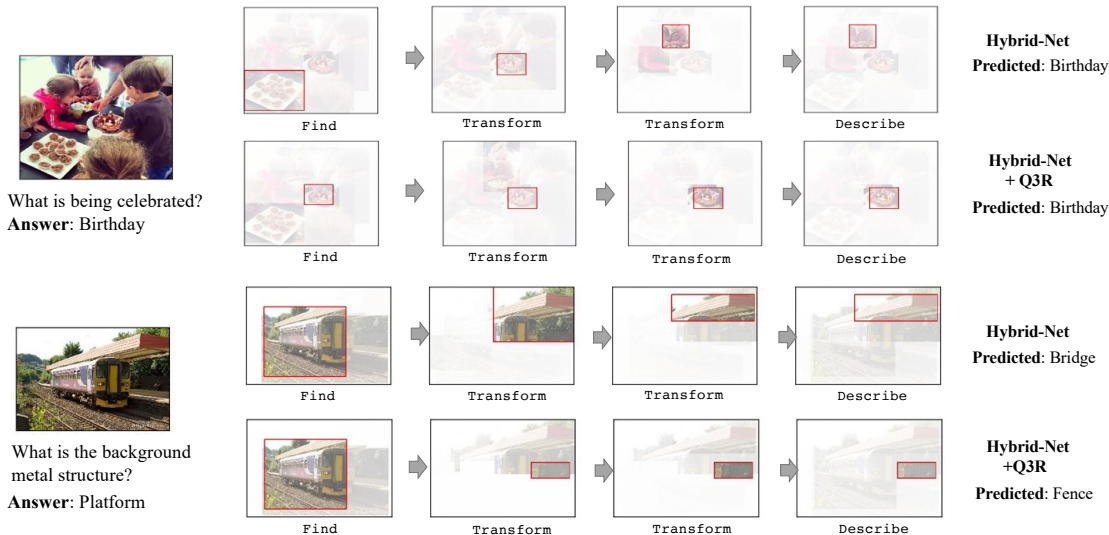 What is being celebrated?
Answer: Birthday
Find
Transform
Transform
Describe
Hybrid-Net
Predicted: Birthday
Find
Transform
Transform
Describe
Hybrid-Net
+ Q3R
Predicted: Birthday
What is the background
metal structure?
Answer: Platform
Find
Transform
Transform
Describe
Hybrid-Net
Predicted: Bridge
Find
Transform
Transform
Describe
Hybrid-Net
+Q3R
Predicted: Fence